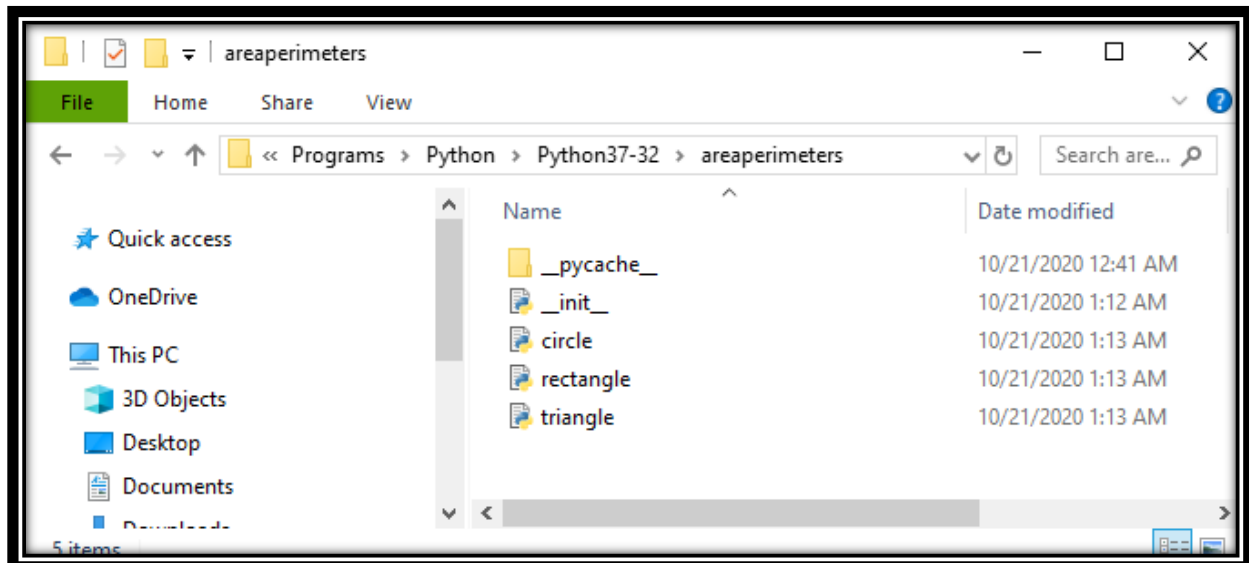 areaperimeters
File Home Share View
« Programs > Python > Python37-32 > areaperimeters
Search are...
Name Date modified
Quick access
OneDrive
This PC
3D Objects
Desktop
Documents
Downloads
__pycache__ 10/21/2020 12:41 AM
__init__ 10/21/2020 1:12 AM
circle 10/21/2020 1:13 AM
rectangle 10/21/2020 1:13 AM
triangle 10/21/2020 1:13 AM
5 items